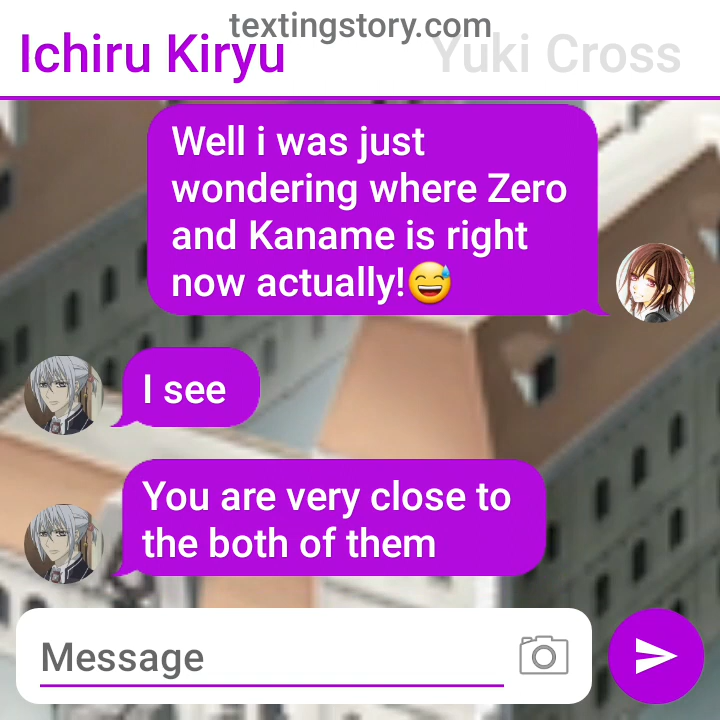 textingstory.com
Ichiru Kiryu Yuki Cross
Well i was just
wondering where Zero
and Kaname is right
now actually!😅
I see
You are very close to
the both of them
Message